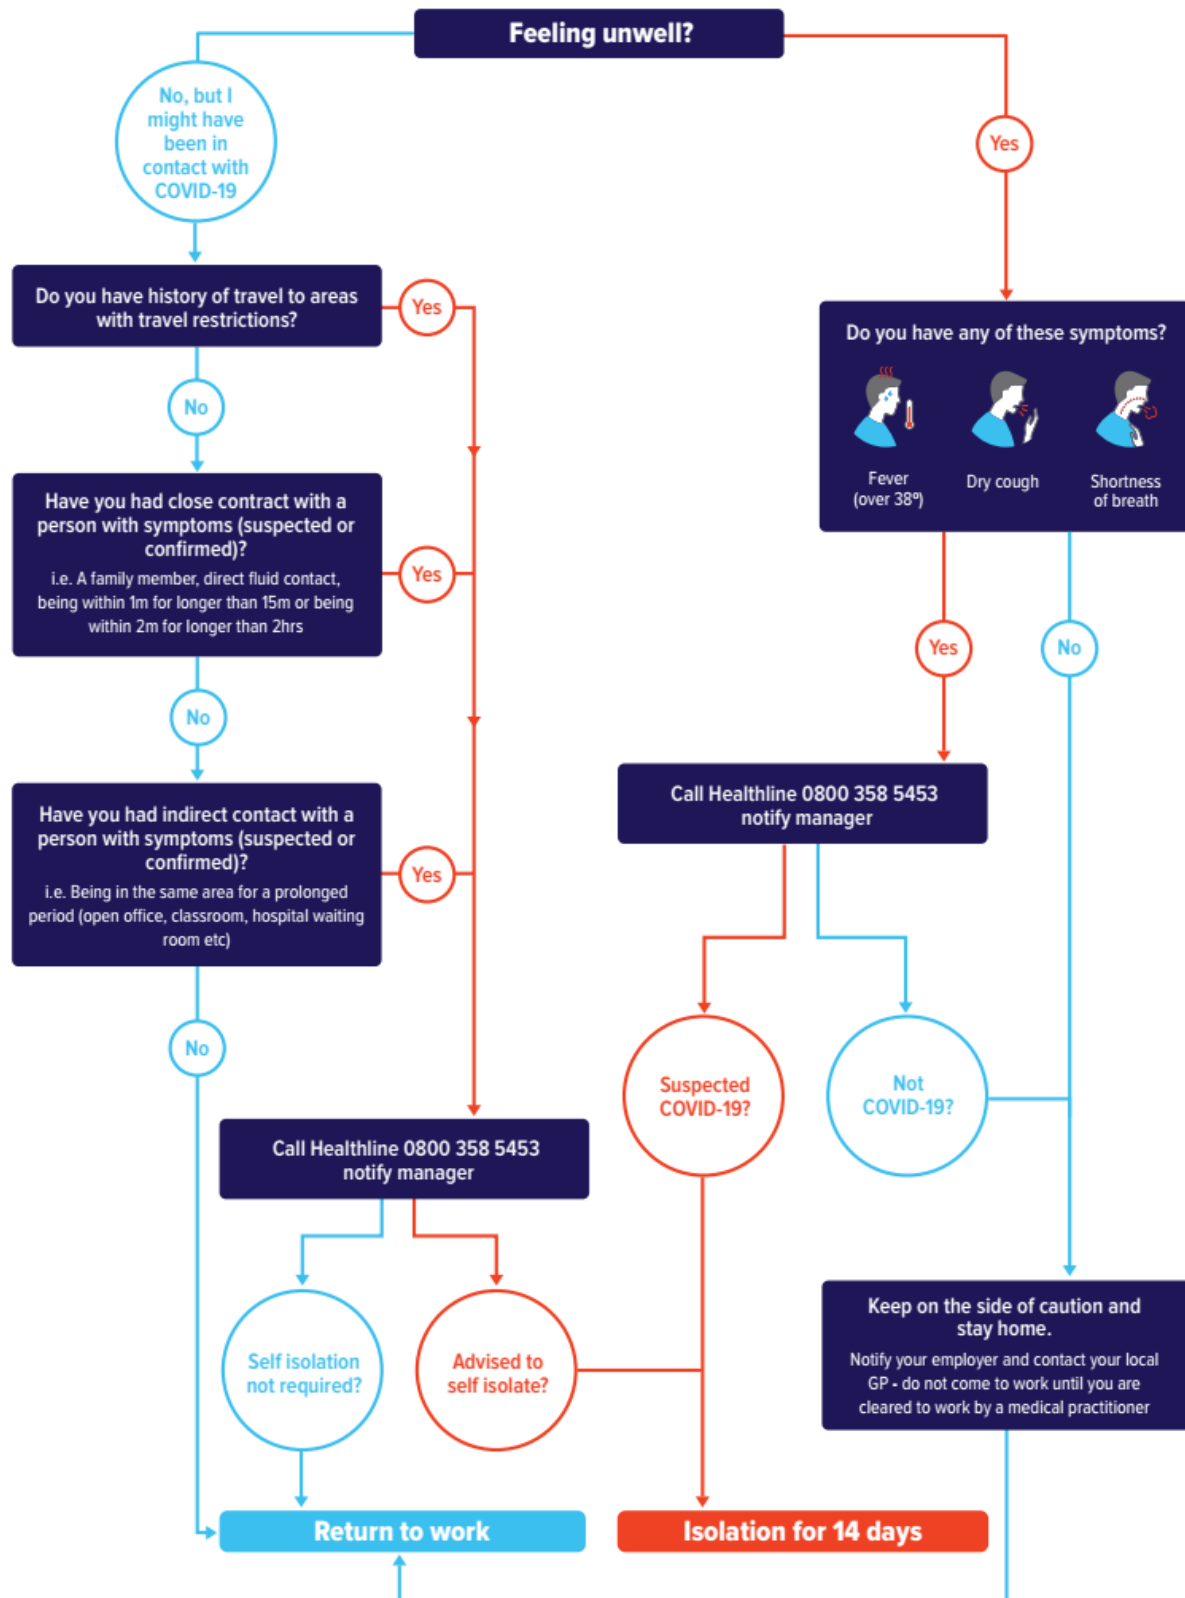 Feeling unwell?
No, but I
might have
been in
contact with
COVID-19
Yes
Do you have history of travel to areas
with travel restrictions?
Yes
No
Have you had close contract with a
person with symptoms (suspected or
confirmed)?
i.e. A family member, direct fluid contact,
being within 1m for longer than 15m or being
within 2m for longer than 2hrs
Yes
No
Have you had indirect contact with a
person with symptoms (suspected or
confirmed)?
i.e. Being in the same area for a prolonged
period (open office, classroom, hospital waiting
room etc)
Yes
No
Call Healthline 0800 358 5453
notify manager
Self isolation
not required?
Advised to
self isolate?
Return to work
Do you have any of these symptoms?
Fever
(over 38º)
Dry cough
Shortness
of breath
Yes
No
Call Healthline 0800 358 5453
notify manager
Suspected
COVID-19?
Not
COVID-19?
Keep on the side of caution and
stay home.
Notify your employer and contact your local
GP - do not come to work until you are
cleared to work by a medical practitioner
Isolation for 14 days